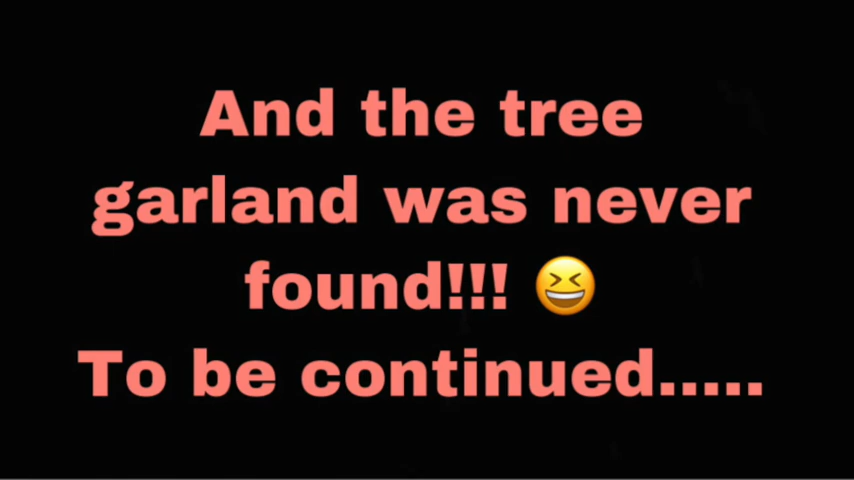 And the tree
garland was never
found!!! 😆
To be continued.....